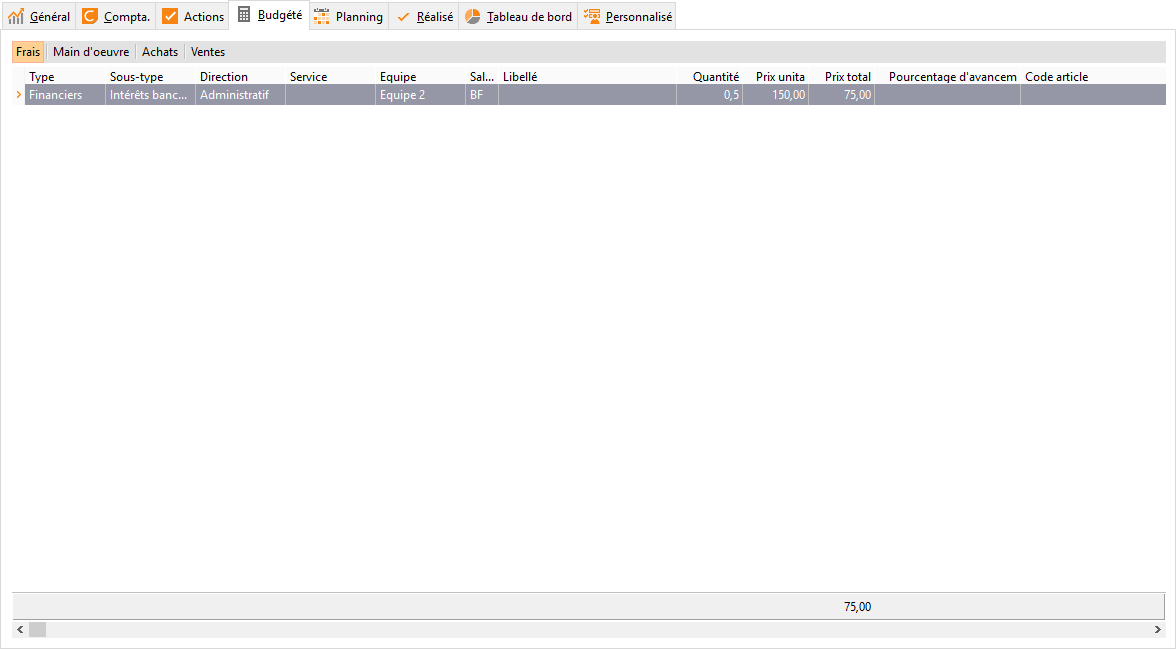 Général Compta. Actions Budgété Planning Réalisé Tableau de bord Personnalisé
Frais Main d'oeuvre Achats Ventes
Type Sous-type Direction Service Equipe Sal... Libellé Quantité Prix unita Prix total Pourcentage d'avancem Code article
Financiers Intérêts banc... Administratif Equipe 2 BF 0,5 150,00 75,00
75,00